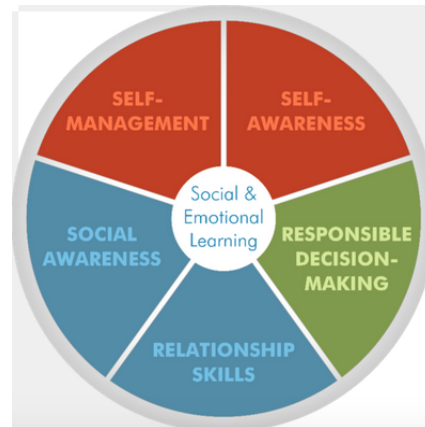 SELF-
MANAGEMENT
SELF-
AWARENESS
Social &
Emotional
Learning
SOCIAL
AWARENESS
RESPONSIBLE
DECISION-
MAKING
RELATIONSHIP
SKILLS